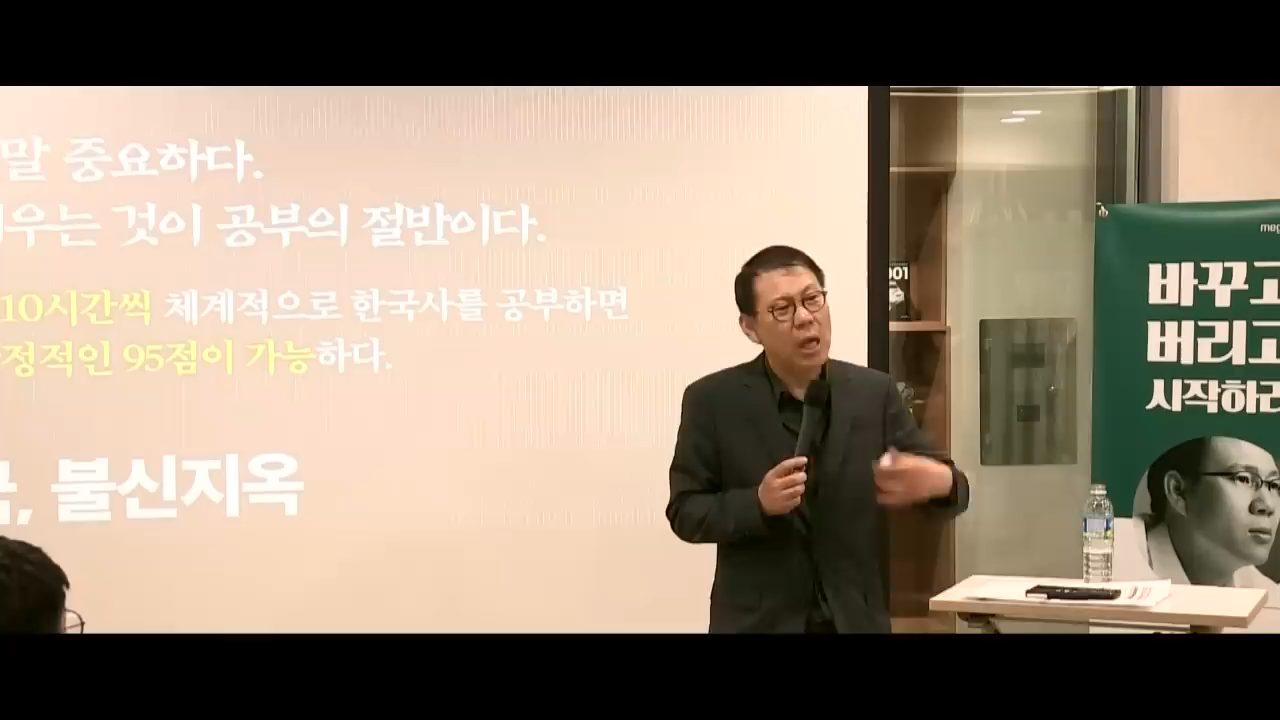 말 중요하다.
우는 것이 공부의 절반이다.
10시간씩 체계적으로 한국사를 공부하면
정적인 95점이 가능하다.
불신지옥
001
meg
바꾸고
버리고
시작하라